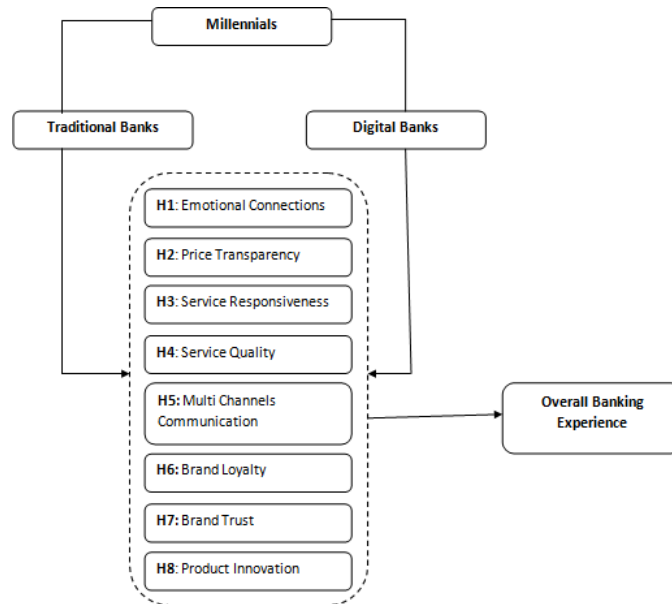 Millennials
Traditional Banks
Digital Banks
H1: Emotional Connections
H2: Price Transparency
H3: Service Responsiveness
H4: Service Quality
H5: Multi Channels
Communication
Overall Banking
Experience
H6: Brand Loyalty
H7: Brand Trust
H8: Product Innovation